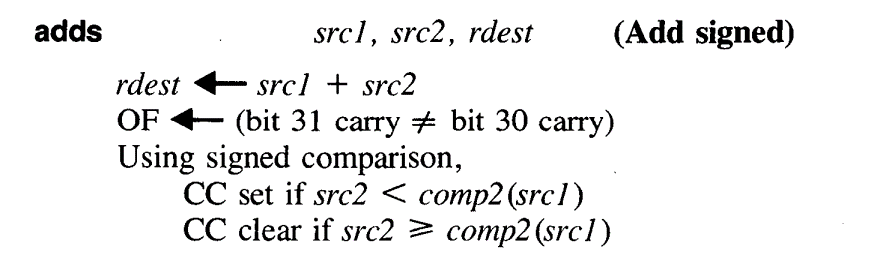 adds src1, src2, rdest (Add signed)
rdest ← src1 + src2
OF ← (bit 31 carry ≠ bit 30 carry)
Using signed comparison,
CC set if src2 < comp2(src1)
CC clear if src2 ≥ comp2(src1)